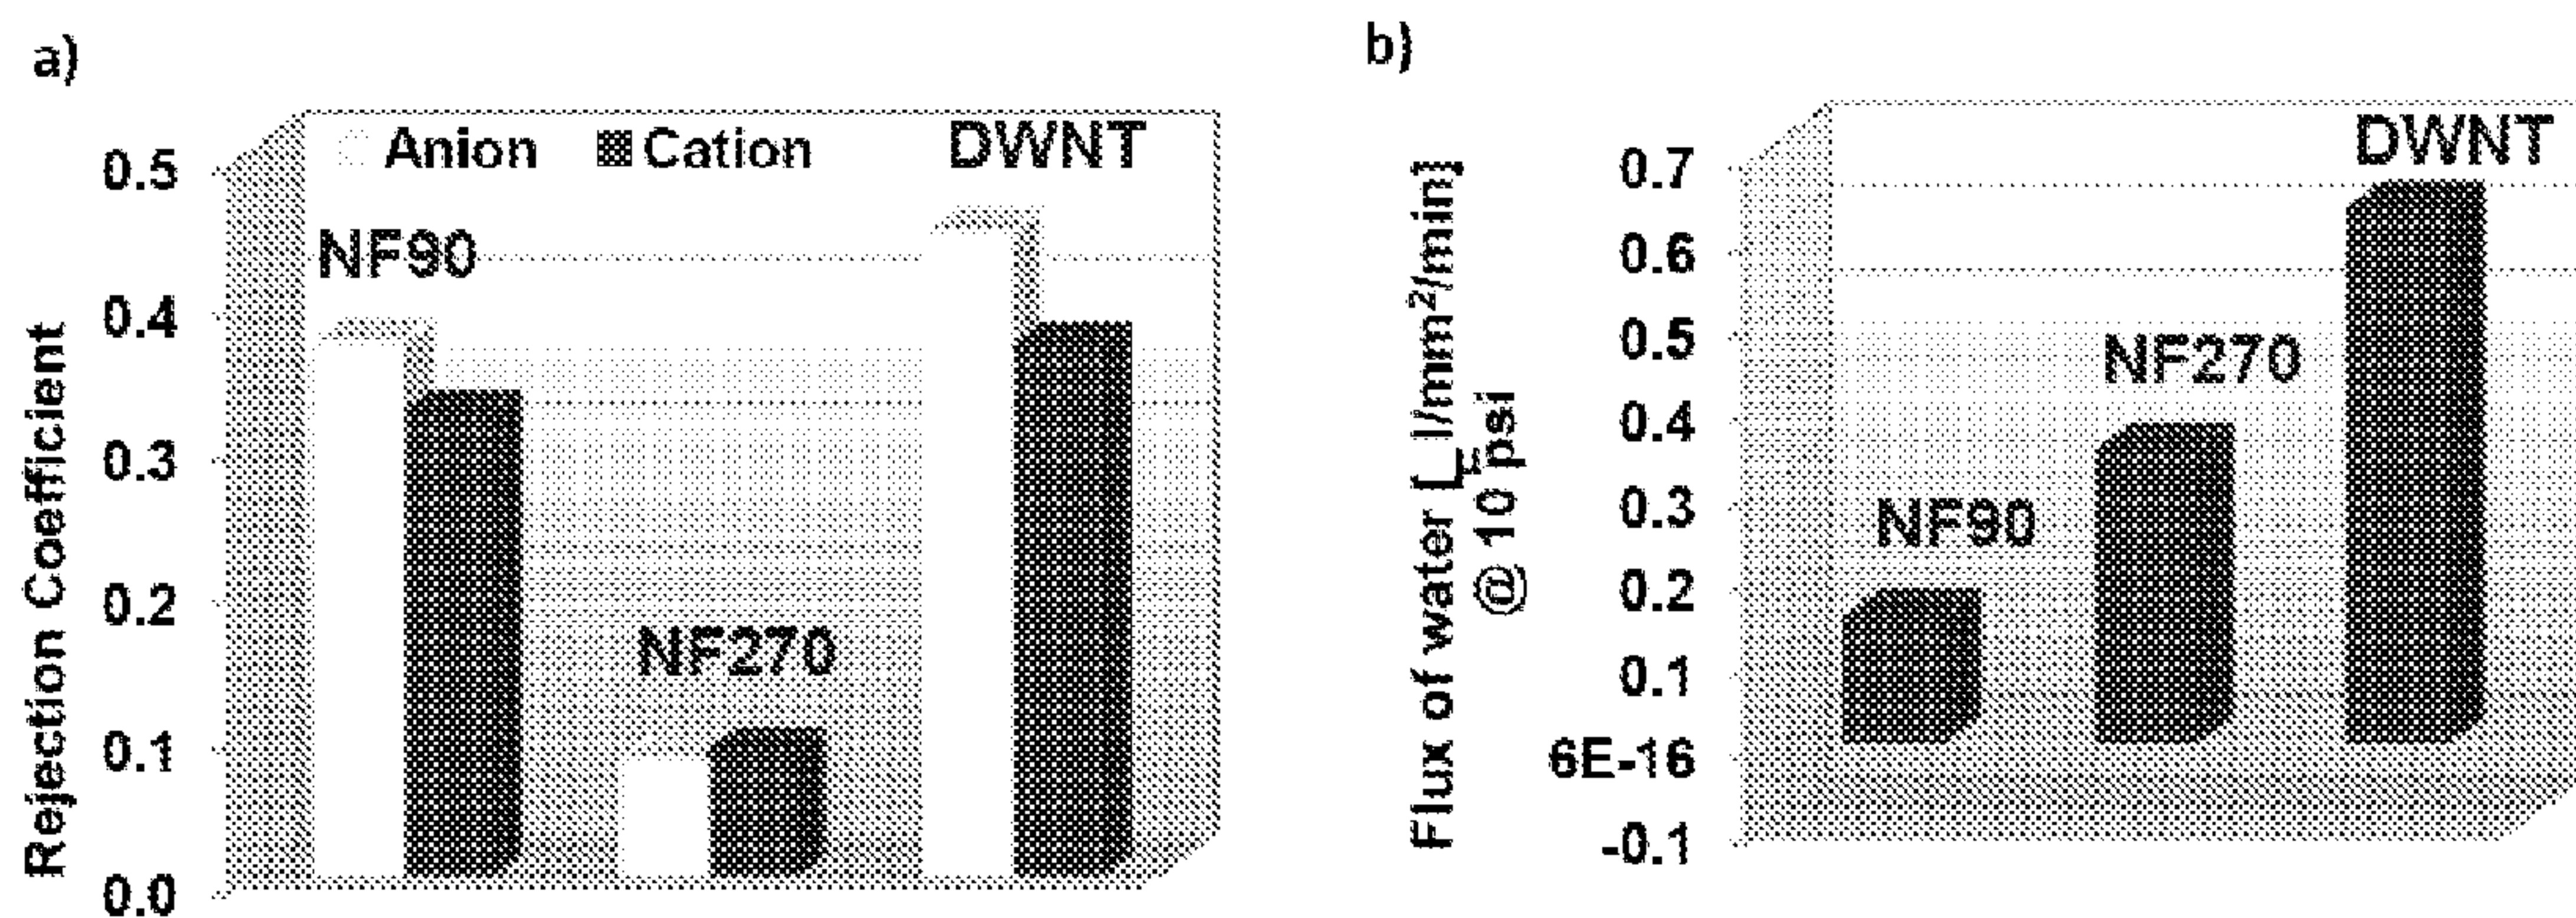 a)
Anion Cation DWNT
NF90
NF270
0.5
0.4
0.3
0.2
0.1
0.0
Rejection Coefficient
b)
DWNT
NF270
NF90
0.7
0.6
0.5
0.4
0.3
0.2
0.1
6E-16
-0.1
Flux of water [ l/mm²/min]
@ 10 psi